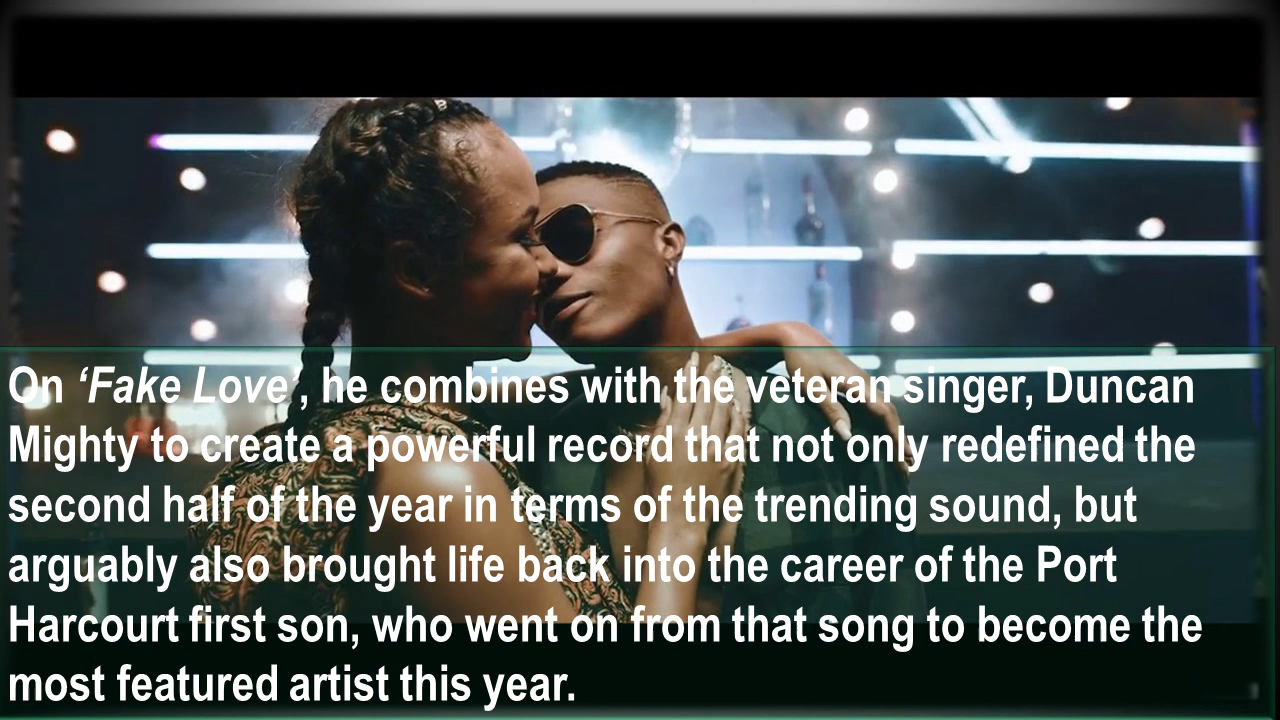 On ‘Fake Love’, he combines with the veteran singer, Duncan
Mighty to create a powerful record that not only redefined the
second half of the year in terms of the trending sound, but
arguably also brought life back into the career of the Port
Harcourt first son, who went on from that song to become the
most featured artist this year.